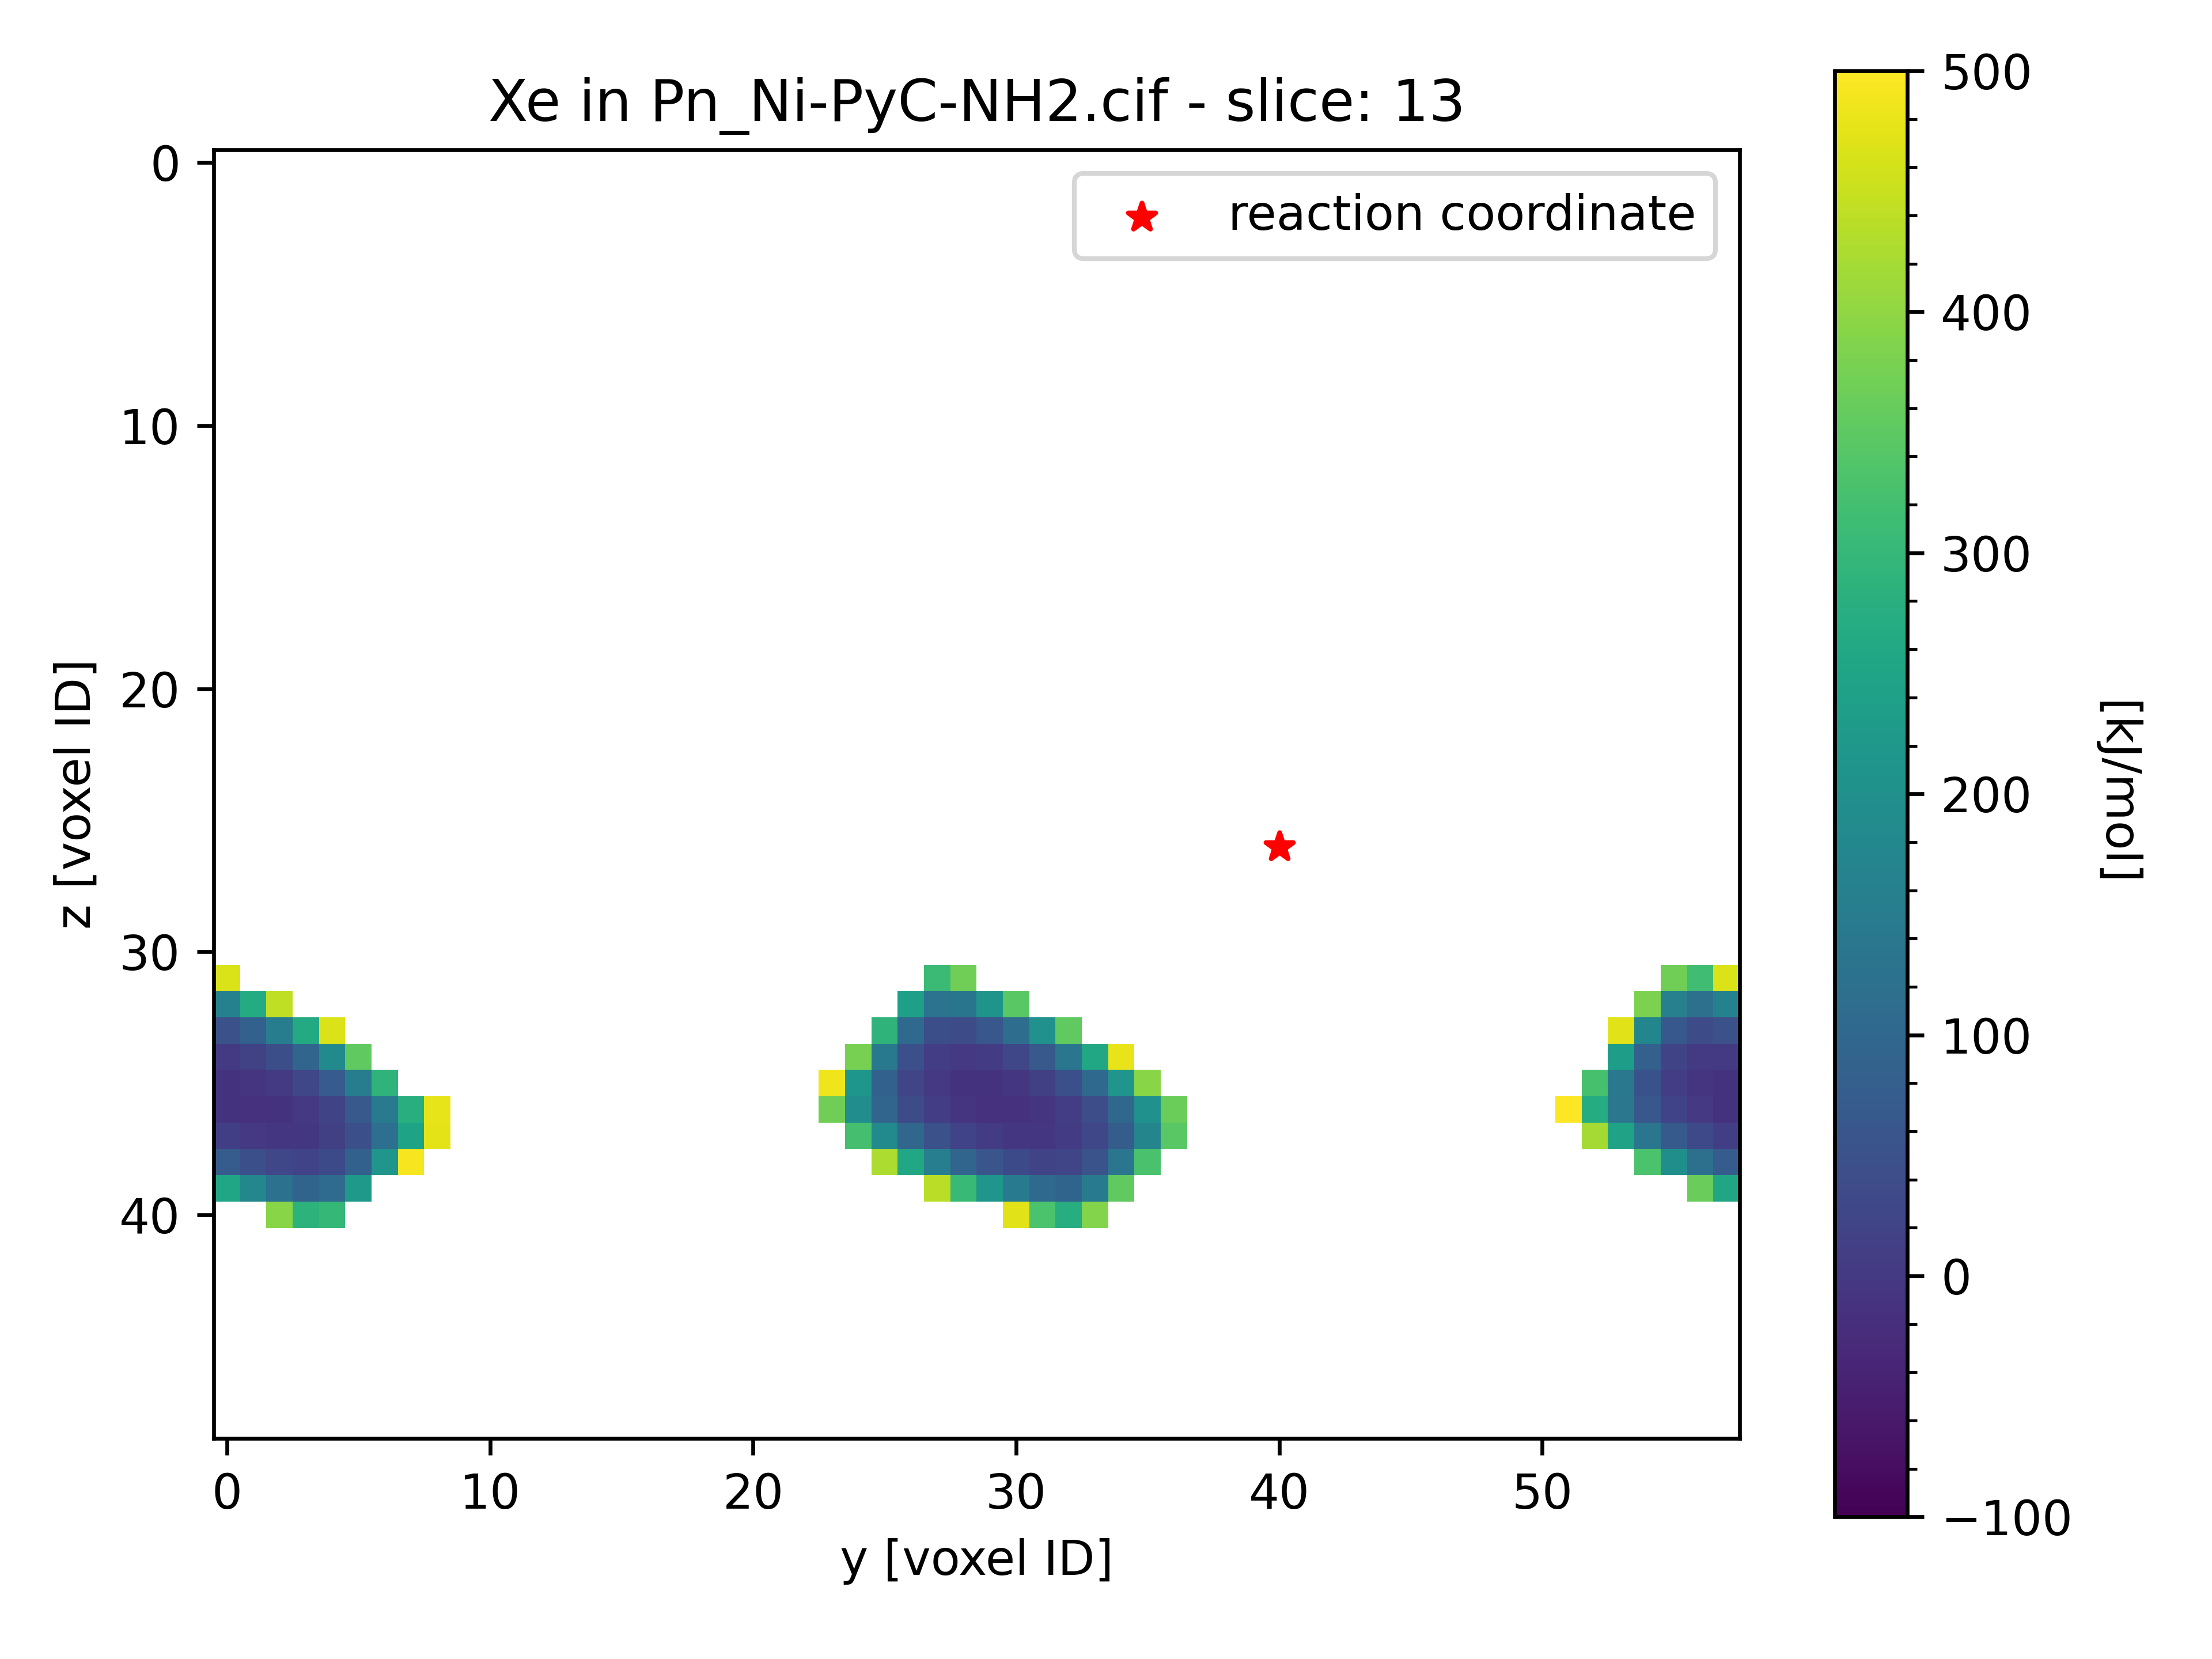 Xe in Pn_Ni-PyC-NH2.cif - slice: 13
reaction coordinate
0
10
20
30
40
z [voxel ID]
0 10 20 30 40 50
y [voxel ID]
500
400
300
200
100
0
−100
[kJ/mol]